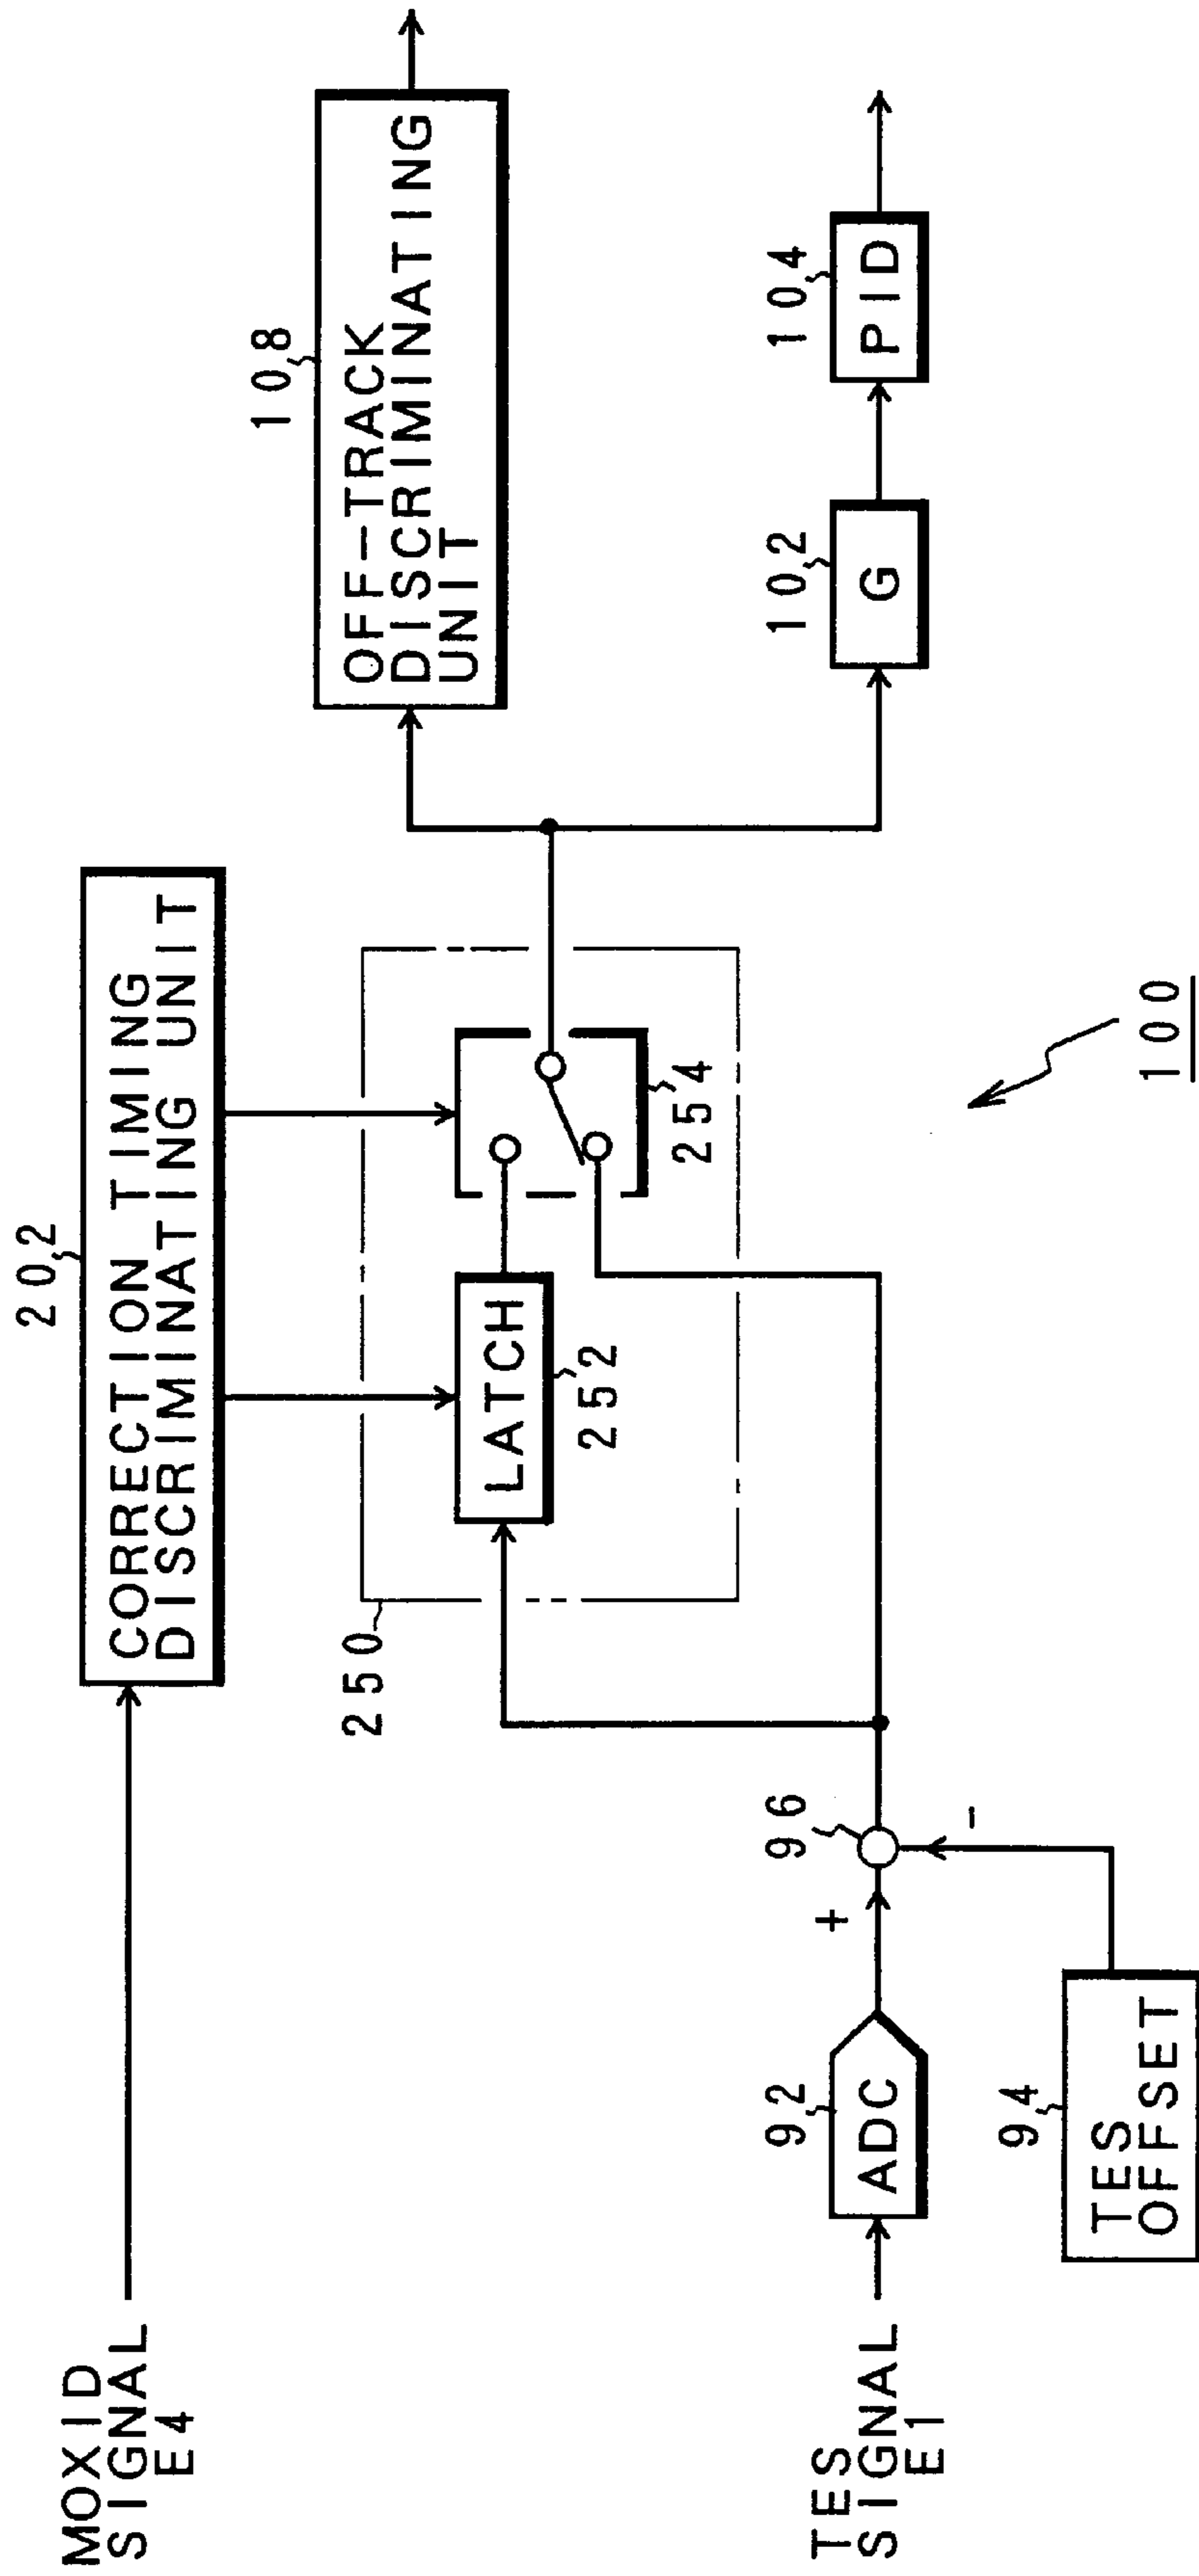 MOXID
SIGNAL
E4
202
CORRECTION TIMING
DISCRIMINATING UNIT
108
OFF-TRACK
DISCRIMINATING
UNIT
250
LATCH
252
254
TES
SIGNAL
E1
92
ADC
+
96
-
94
TES
OFFSET
102
G
104
PID
100